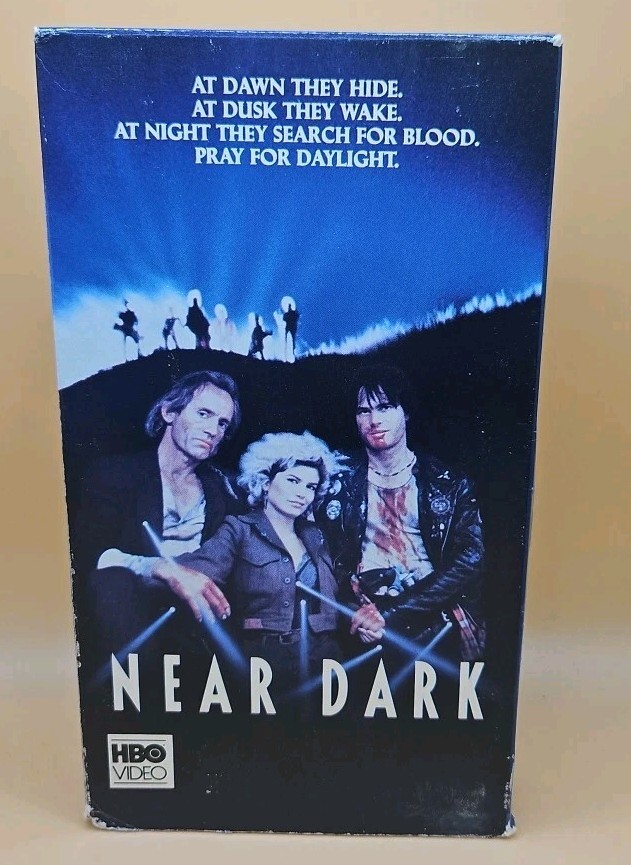 AT DAWN THEY HIDE.
AT DUSK THEY WAKE.
AT NIGHT THEY SEARCH FOR BLOOD.
PRAY FOR DAYLIGHT.
NEAR DARK
HBO
VIDEO